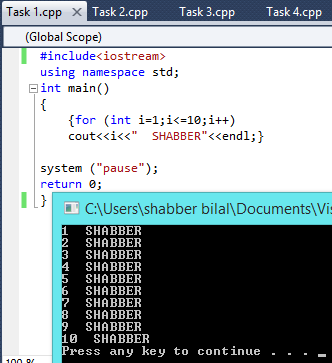 Task 1.cpp Task 2.cpp Task 3.cpp Task 4.cpp
(Global Scope)
#include<iostream>
using namespace std;
int main()
{
{for (int i=1;i<=10;i++)
cout<<i<<"  SHABBER"<<endl;}
system ("pause");
return 0;
}
C:\Users\shabber bilal\Documents\Vis
1  SHABBER
2  SHABBER
3  SHABBER
4  SHABBER
5  SHABBER
6  SHABBER
7  SHABBER
8  SHABBER
9  SHABBER
10  SHABBER
Press any key to continue . . .